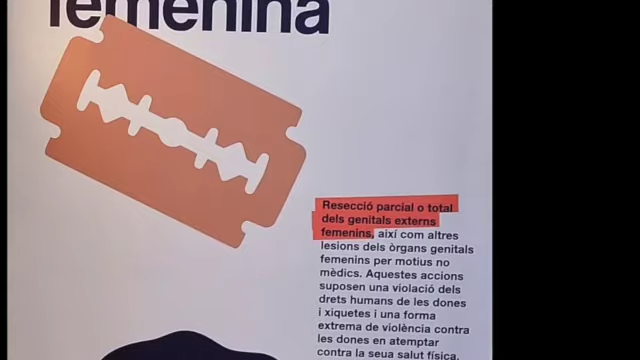 femenina
Resecció parcial o total
dels genitals externs
femenins, així com altres
lesions dels òrgans genitals
femenins per motius no
mèdics. Aquestes accions
suposen una violació dels
drets humans de les dones
i xiquetes i una forma
extrema de violència contra
les dones en atemptar
contra la seua salut física,